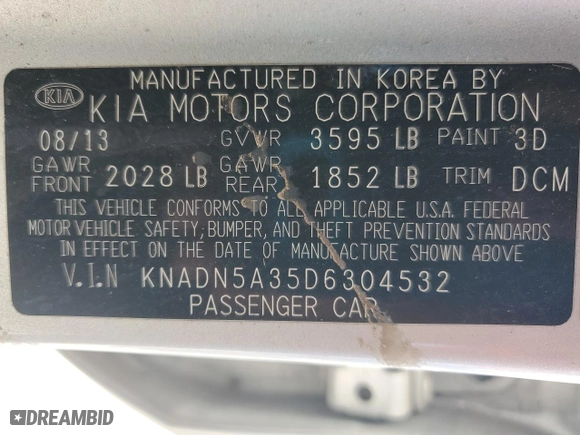 MANUFACTURED IN KOREA BY
KIA
KIA MOTORS CORPORATION
08/13 GVWR 3595 LB PAINT 3D
GAWR FRONT 2028 LB GAWR REAR 1852 LB TRIM DCM
THIS VEHICLE CONFORMS TO ALL APPLICABLE U.S.A. FEDERAL
MOTOR VEHICLE SAFETY, BUMPER, AND THEFT PREVENTION STANDARDS
IN EFFECT ON THE DATE OF MANUFACTURE SHOWN ABOVE
V.I.N KNADN5A35D6304532
PASSENGER CAR
DREAMBID